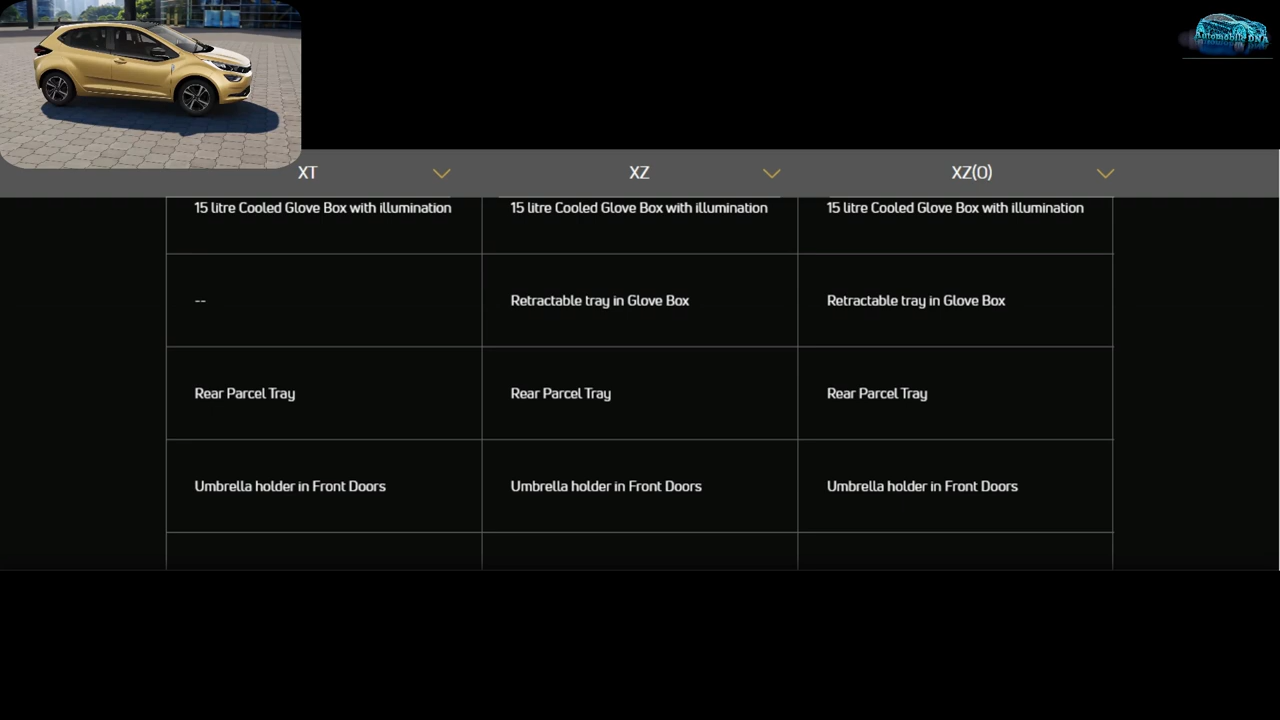 Automobile DNA
XT XZ XZ(O)
15 litre Cooled Glove Box with illumination 15 litre Cooled Glove Box with illumination 15 litre Cooled Glove Box with illumination
-- Retractable tray in Glove Box Retractable tray in Glove Box
Rear Parcel Tray Rear Parcel Tray Rear Parcel Tray
Umbrella holder in Front Doors Umbrella holder in Front Doors Umbrella holder in Front Doors